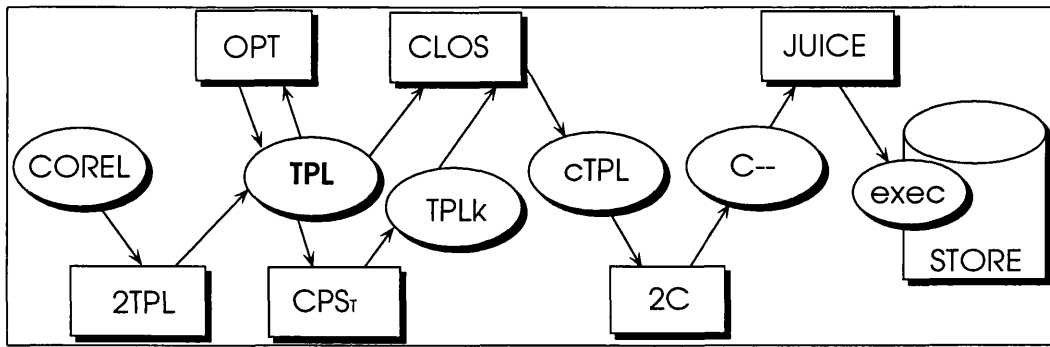 OPT
CLOS
JUICE
COREL
TPL
TPLk
cTPL
C--
exec
STORE
2TPL
CPST
2C